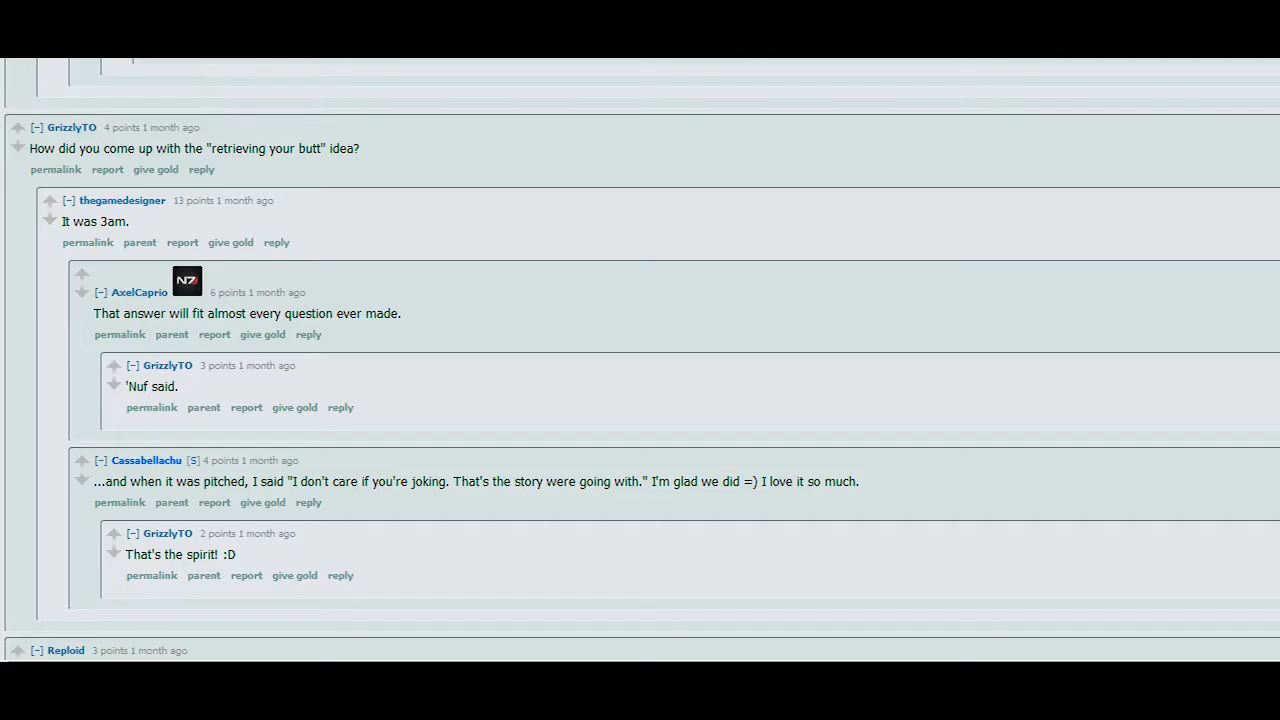 [-] GrizzlyTO 4 points 1 month ago
How did you come up with the "retrieving your butt" idea?
permalink report give gold reply
[-] thegamedesigner 13 points 1 month ago
It was 3am.
permalink parent report give gold reply
[-] AxelCaprio N7 6 points 1 month ago
That answer will fit almost every question ever made.
permalink parent report give gold reply
[-] GrizzlyTO 3 points 1 month ago
'Nuf said.
permalink parent report give gold reply
[-] Cassabellachu [S] 4 points 1 month ago
...and when it was pitched, I said "I don't care if you're joking. That's the story were going with." I'm glad we did =) I love it so much.
permalink parent report give gold reply
[-] GrizzlyTO 2 points 1 month ago
That's the spirit! :D
permalink parent report give gold reply
[-] Reploid 3 points 1 month ago